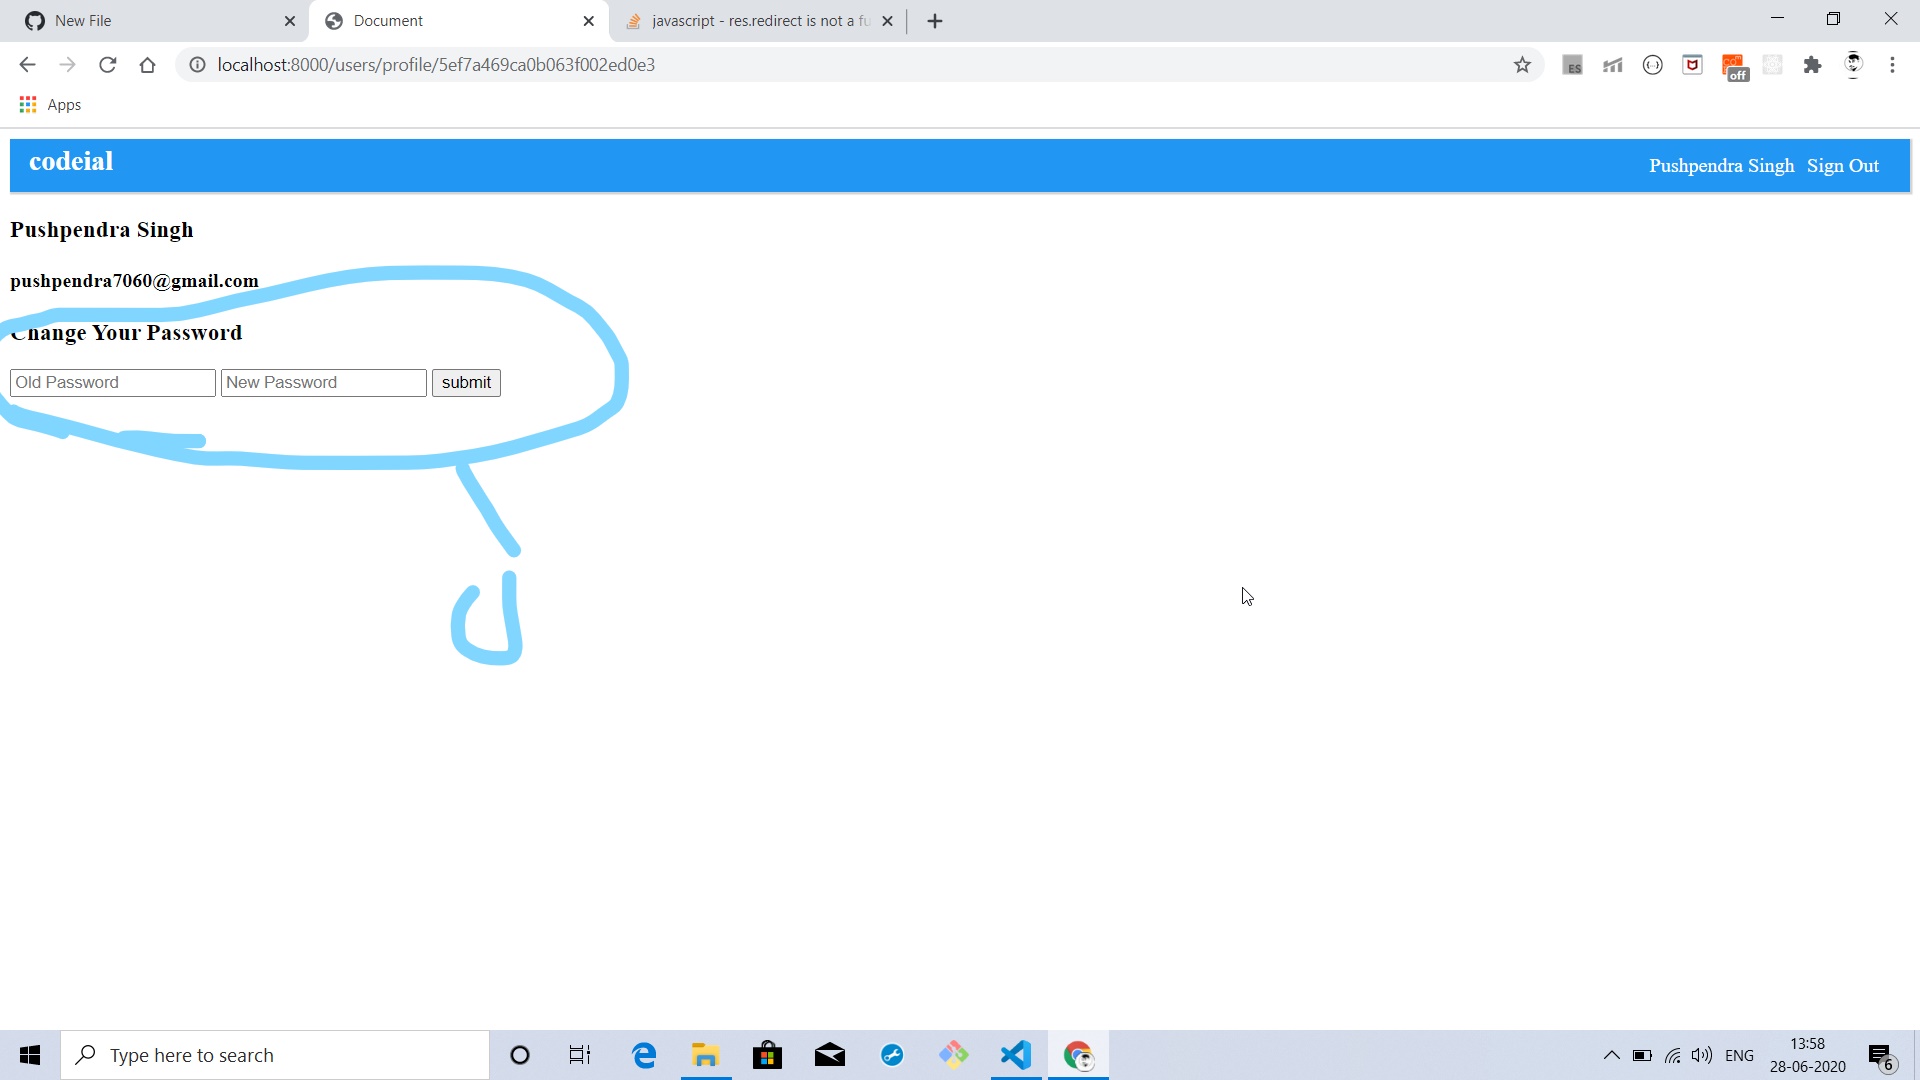 New File
Document
javascript - res.redirect is not a fu
localhost:8000/users/profile/5ef7a469ca0b063f002ed0e3
ES
off
Apps
codeial
Pushpendra Singh Sign Out
Pushpendra Singh
pushpendra7060@gmail.com
Change Your Password
Old Password New Password submit
Type here to search
ENG
13:58
28-06-2020
6